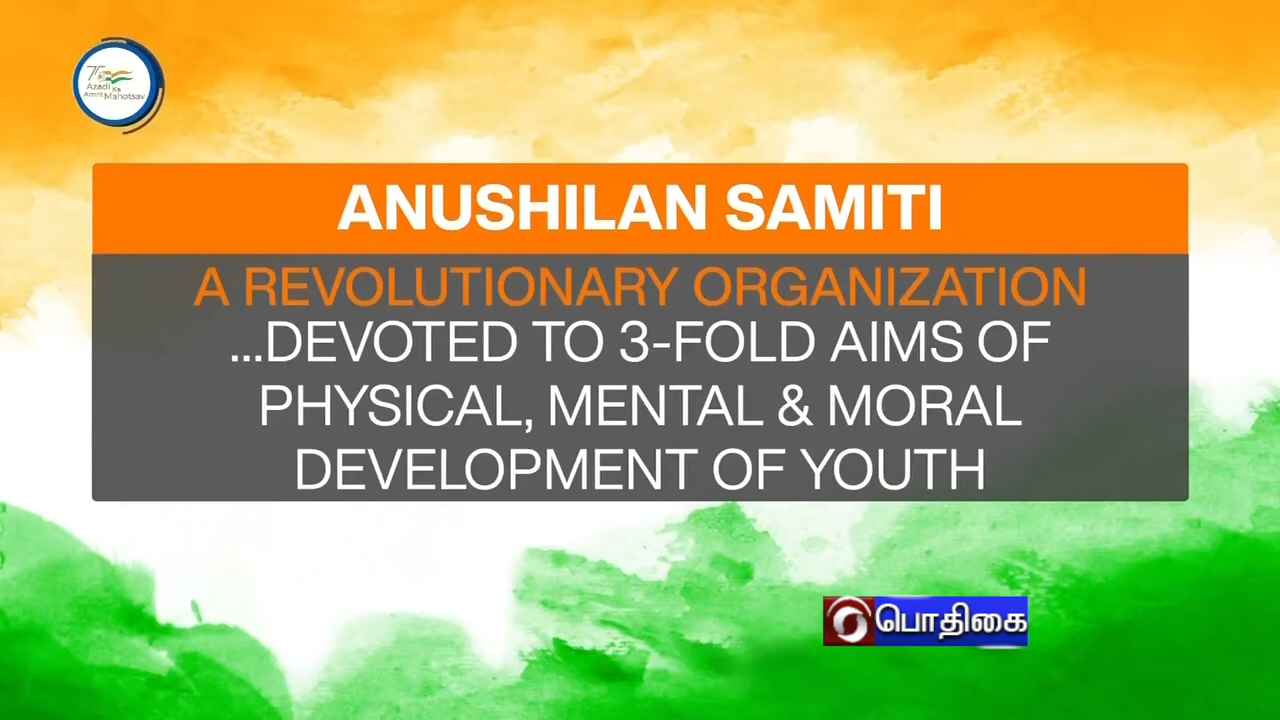 75
Azadi Ka
Amrit Mahotsav
ANUSHILAN SAMITI
A REVOLUTIONARY ORGANIZATION
...DEVOTED TO 3-FOLD AIMS OF
PHYSICAL, MENTAL & MORAL
DEVELOPMENT OF YOUTH
பொதிகை